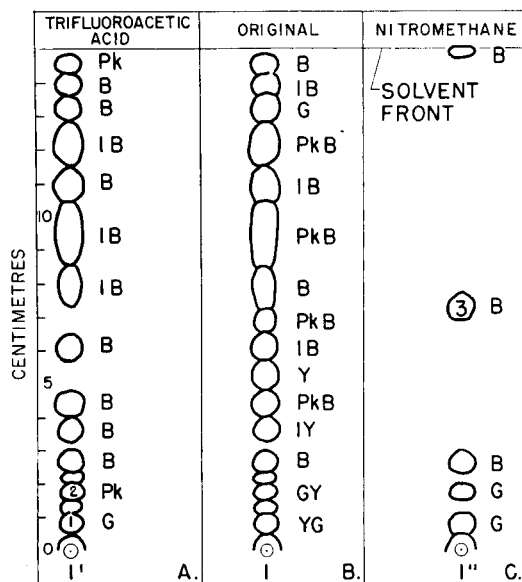 TRIFLUOROACETIC
ACID
ORIGINAL
NITROMETHANE
SOLVENT
FRONT
CENTIMETRES
10
5
0
Pk
B
B
IB
B
IB
IB
B
B
B
B
2 Pk
1 G
1'
A.
B
IB
G
PkB
IB
PkB
B
PkB
IB
Y
PkB
IY
B
GY
YG
1
B.
B
3 B
B
G
G
1"
C.